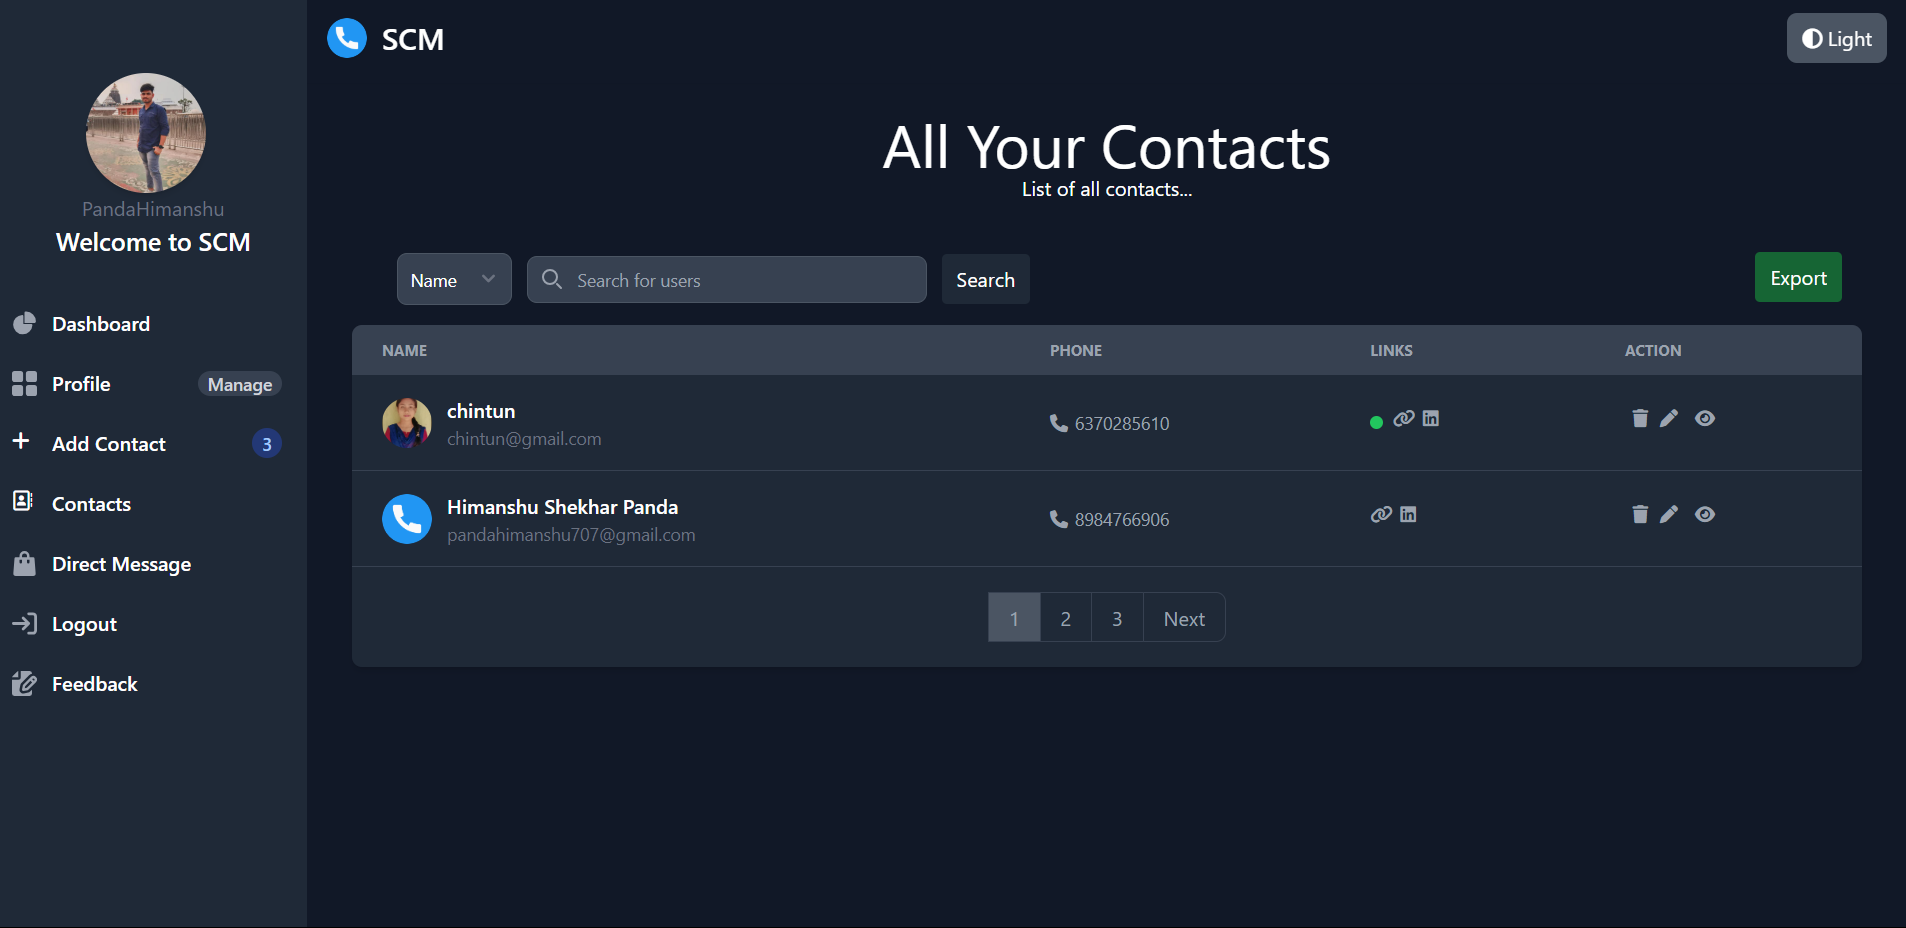 SCM
Light
PandaHimanshu
Welcome to SCM
Dashboard
Profile Manage
Add Contact 3
Contacts
Direct Message
Logout
Feedback
All Your Contacts
List of all contacts...
Name Search for users Search Export
NAME PHONE LINKS ACTION
chintun
chintun@gmail.com
6370285610
in
Himanshu Shekhar Panda
pandahimanshu707@gmail.com
8984766906
in
1 2 3 Next